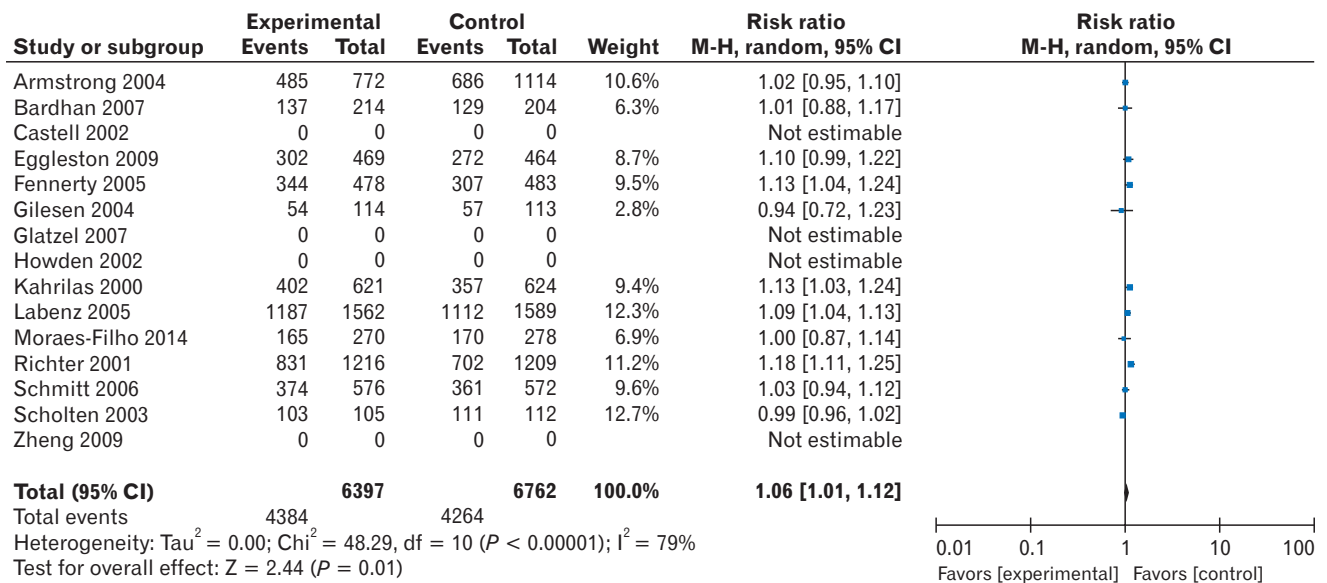 Experimental Control Risk ratio Risk ratio
Study or subgroup Events Total Events Total Weight M-H, random, 95% CI M-H, random, 95% CI
Armstrong 2004 485 772 686 1114 10.6% 1.02 [0.95, 1.10]
Bardhan 2007 137 214 129 204 6.3% 1.01 [0.88, 1.17]
Castell 2002 0 0 0 0 Not estimable
Eggleston 2009 302 469 272 464 8.7% 1.10 [0.99, 1.22]
Fennerty 2005 344 478 307 483 9.5% 1.13 [1.04, 1.24]
Gilesen 2004 54 114 57 113 2.8% 0.94 [0.72, 1.23]
Glatzel 2007 0 0 0 0 Not estimable
Howden 2002 0 0 0 0 Not estimable
Kahrilas 2000 402 621 357 624 9.4% 1.13 [1.03, 1.24]
Labenz 2005 1187 1562 1112 1589 12.3% 1.09 [1.04, 1.13]
Moraes-Filho 2014 165 270 170 278 6.9% 1.00 [0.87, 1.14]
Richter 2001 831 1216 702 1209 11.2% 1.18 [1.11, 1.25]
Schmitt 2006 374 576 361 572 9.6% 1.03 [0.94, 1.12]
Scholten 2003 103 105 111 112 12.7% 0.99 [0.96, 1.02]
Zheng 2009 0 0 0 0 Not estimable
Total (95% CI) 6397 6762 100.0% 1.06 [1.01, 1.12]
Total events 4384 4264
Heterogeneity: Tau² = 0.00; Chi² = 48.29, df = 10 (P < 0.00001); I² = 79%
Test for overall effect: Z = 2.44 (P = 0.01)
0.01 0.1 1 10 100
Favors [experimental] Favors [control]